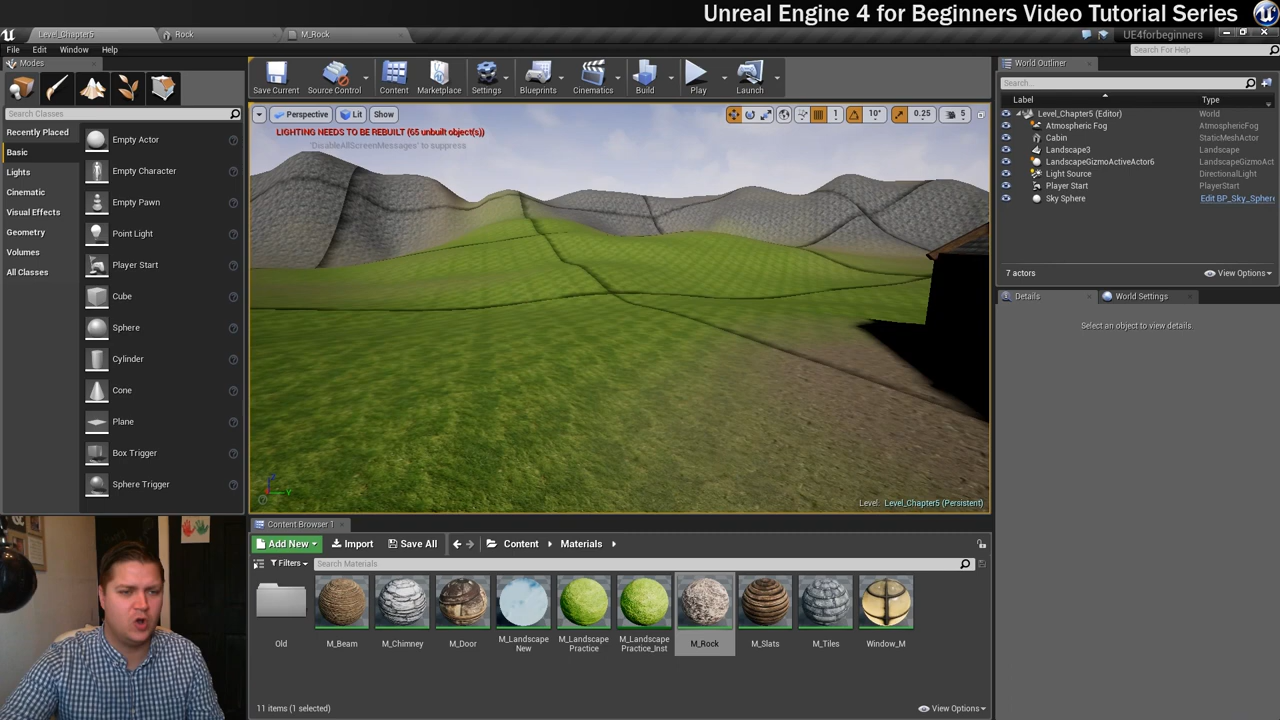 Unreal Engine 4 for Beginners Video Tutorial Series
Level_Chapter5
Rock
M_Rock
UE4forbeginners
File Edit Window Help
Search For Help
Modes
Search Classes
Recently Placed
Basic
Lights
Cinematic
Visual Effects
Geometry
Volumes
All Classes
Empty Actor
Empty Character
Empty Pawn
Point Light
Player Start
Cube
Sphere
Cylinder
Cone
Plane
Box Trigger
Sphere Trigger
Save Current
Source Control
Content
Marketplace
Settings
Blueprints
Cinematics
Build
Play
Launch
Perspective
Lit
Show
1
10°
0.25
5
LIGHTING NEEDS TO BE REBUILT (65 unbuilt object(s))
'DisableAllScreenMessages' to suppress
Level: Level_Chapter5 (Persistent)
World Outliner
Search...
Label Type
Level_Chapter5 (Editor) World
Atmospheric Fog AtmosphericFog
Cabin StaticMeshActor
Landscape3 Landscape
LandscapeGizmoActiveActor6 LandscapeGizmoAct
Light Source DirectionalLight
Player Start PlayerStart
Sky Sphere Edit BP_Sky_Sphere
7 actors
View Options
Details
World Settings
Select an object to view details.
Content Browser 1
Add New
Import
Save All
Content
Materials
Filters
Search Materials
Old
M_Beam
M_Chimney
M_Door
M_Landscape
New
M_Landscape
Practice
M_Landscape
Practice_Inst
M_Rock
M_Slats
M_Tiles
Window_M
11 items (1 selected)
View Options